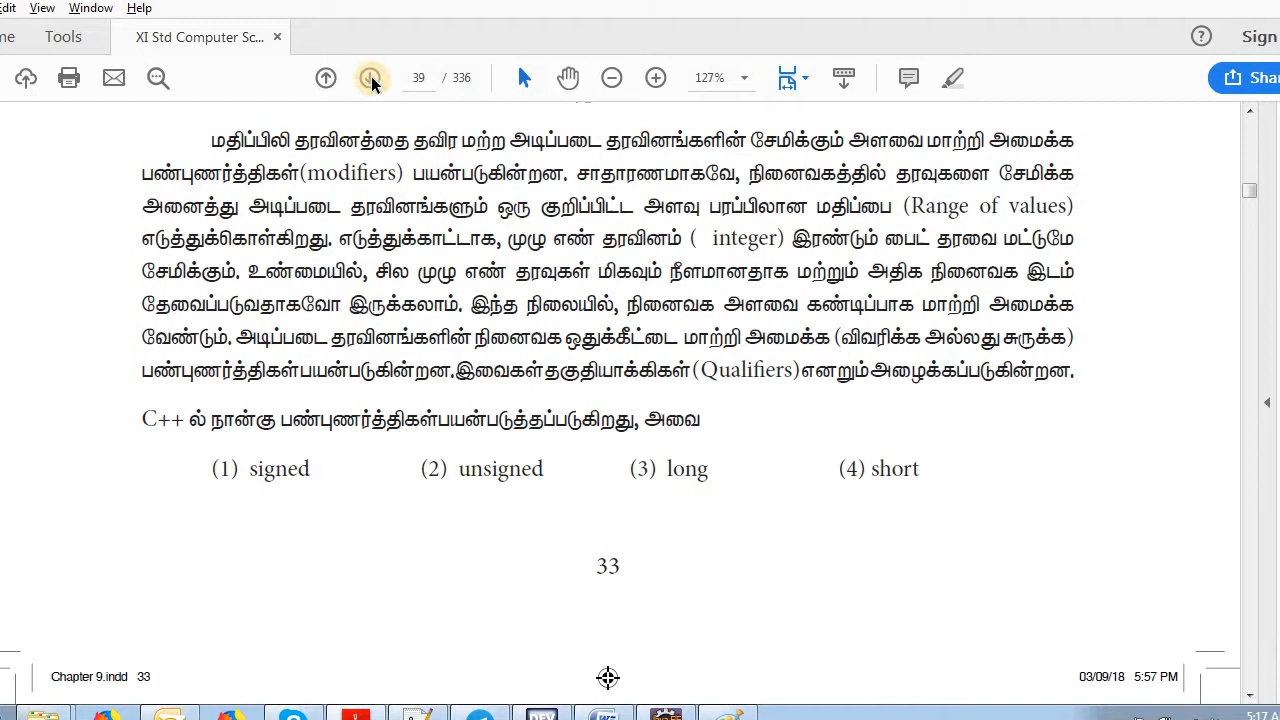 Edit View Window Help
Tools XI Std Computer Sc... × ? Sign
39 / 336 127% Shar
மதிப்பிலி தரவினத்தை தவிர மற்ற அடிப்படை தரவினங்களின் சேமிக்கும் அளவை மாற்றி அமைக்க
பண்புணர்த்திகள்(modifiers) பயன்படுகின்றன. சாதாரணமாகவே, நினைவகத்தில் தரவுகளை சேமிக்க
அனைத்து அடிப்படை தரவினங்களும் ஒரு குறிப்பிட்ட அளவு பரப்பிலான மதிப்பை (Range of values)
எடுத்துக்கொள்கிறது. எடுத்துக்காட்டாக, முழு எண் தரவினம் ( integer) இரண்டும் பைட் தரவை மட்டுமே
சேமிக்கும். உண்மையில், சில முழு எண் தரவுகள் மிகவும் நீளமானதாக மற்றும் அதிக நினைவக இடம்
தேவைப்படுவதாகவோ இருக்கலாம். இந்த நிலையில், நினைவக அளவை கண்டிப்பாக மாற்றி அமைக்க
வேண்டும். அடிப்படை தரவினங்களின் நினைவக ஒதுக்கீட்டை மாற்றி அமைக்க (விவரிக்க அல்லது சுருக்க)
பண்புணர்த்திகள் பயன்படுகின்றன. இவைகள் தகுதியாக்கிகள் (Qualifiers) எனறும் அழைக்கப்படுகின்றன.
C++ ல் நான்கு பண்புணர்த்திகள்பயன்படுத்தப்படுகிறது, அவை
(1) signed (2) unsigned (3) long (4) short
33
Chapter 9.indd 33 03/09/18 5:57 PM
DEV 5:17 A